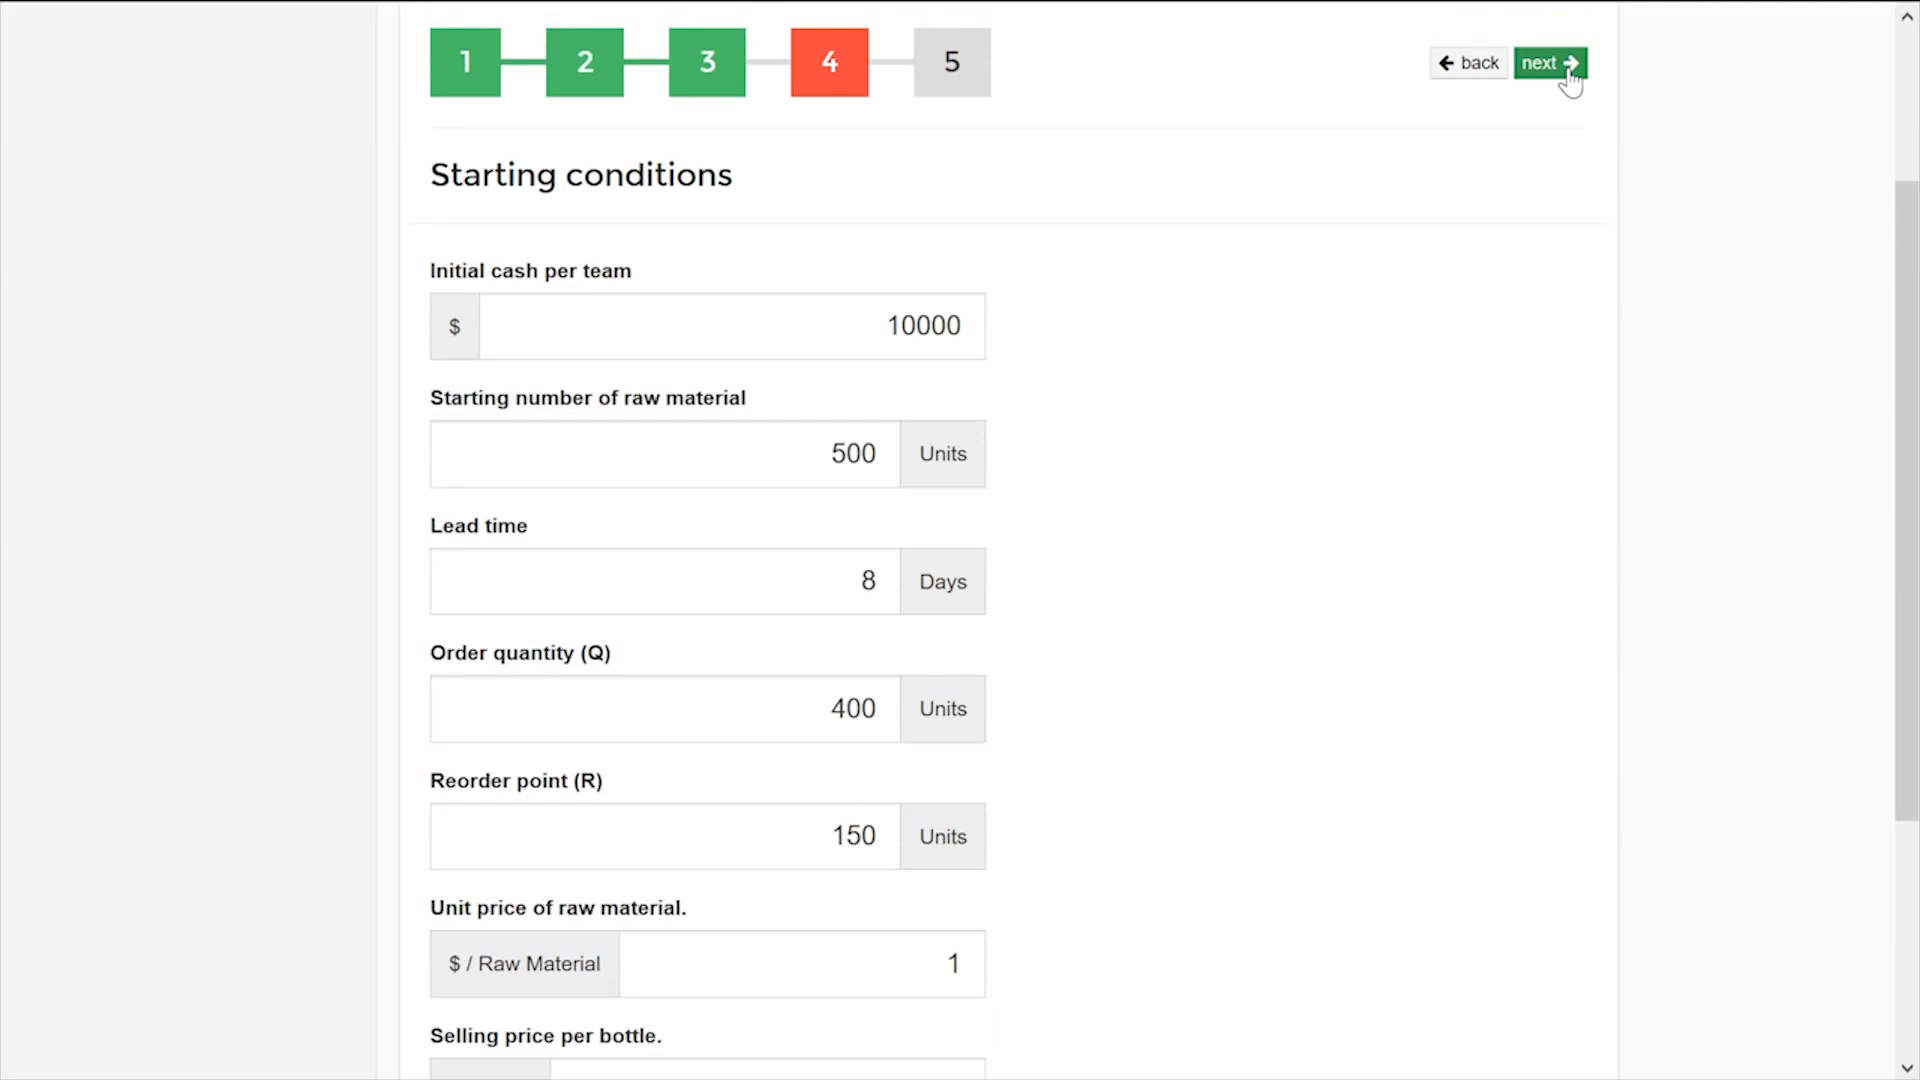 1 2 3 4 5 back next
Starting conditions
Initial cash per team
$ 10000
Starting number of raw material
500 Units
Lead time
8 Days
Order quantity (Q)
400 Units
Reorder point (R)
150 Units
Unit price of raw material.
$ / Raw Material 1
Selling price per bottle.